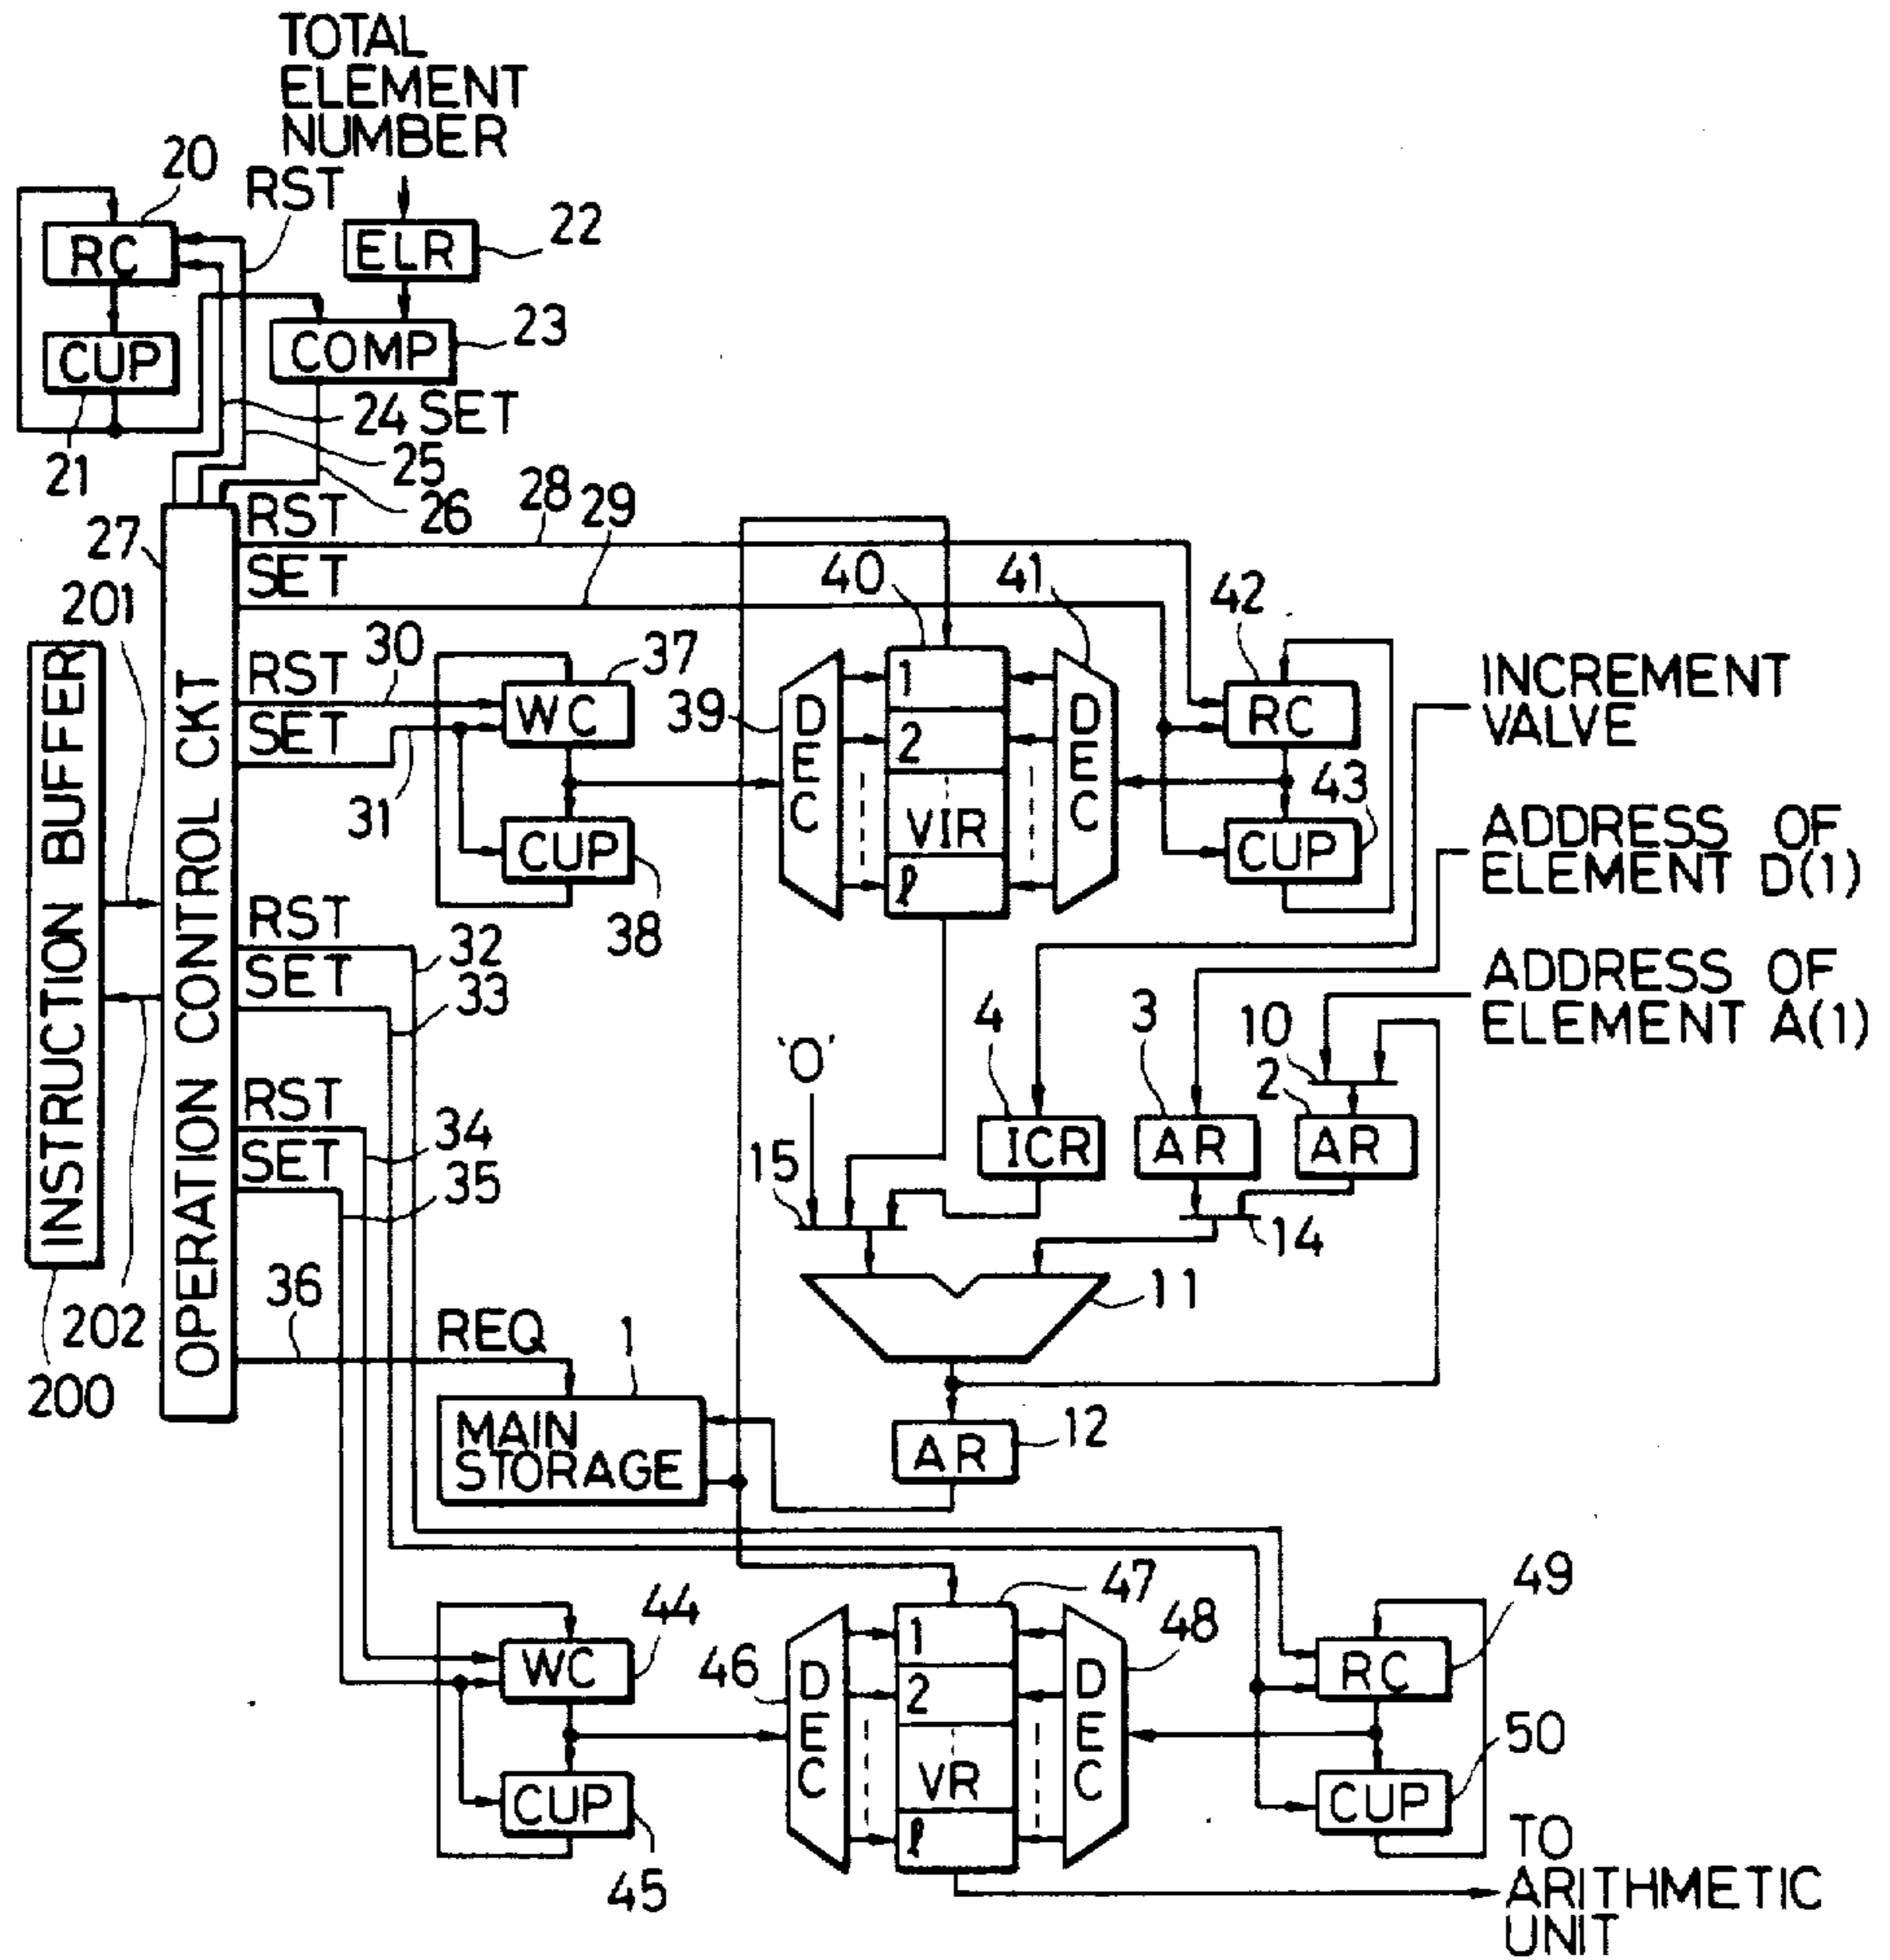 TOTAL
ELEMENT
NUMBER
20
RST
RC
ELR
22
CUP
COMP
23
24 SET
21
25
26
27
RST
SET
28
29
201
40
41
42
30
37
RST
SET
WC
39
DEC
1
2
VIR
ℓ
DEC
RC
43
CUP
INCREMENT
VALVE
31
CUP
38
ADDRESS OF
ELEMENT D(1)
INSTRUCTION BUFFER
OPERATION CONTROL CKT
RST
SET
32
33
ADDRESS OF
ELEMENT A(1)
'O'
4
3
10
2
ICR
AR
AR
RST
SET
34
35
15
14
11
36
202
200
REQ
1
MAIN
STORAGE
AR
12
44
WC
46
DEC
47
1
2
VR
ℓ
48
DEC
49
RC
50
CUP
CUP
45
TO
ARITHMETIC
UNIT